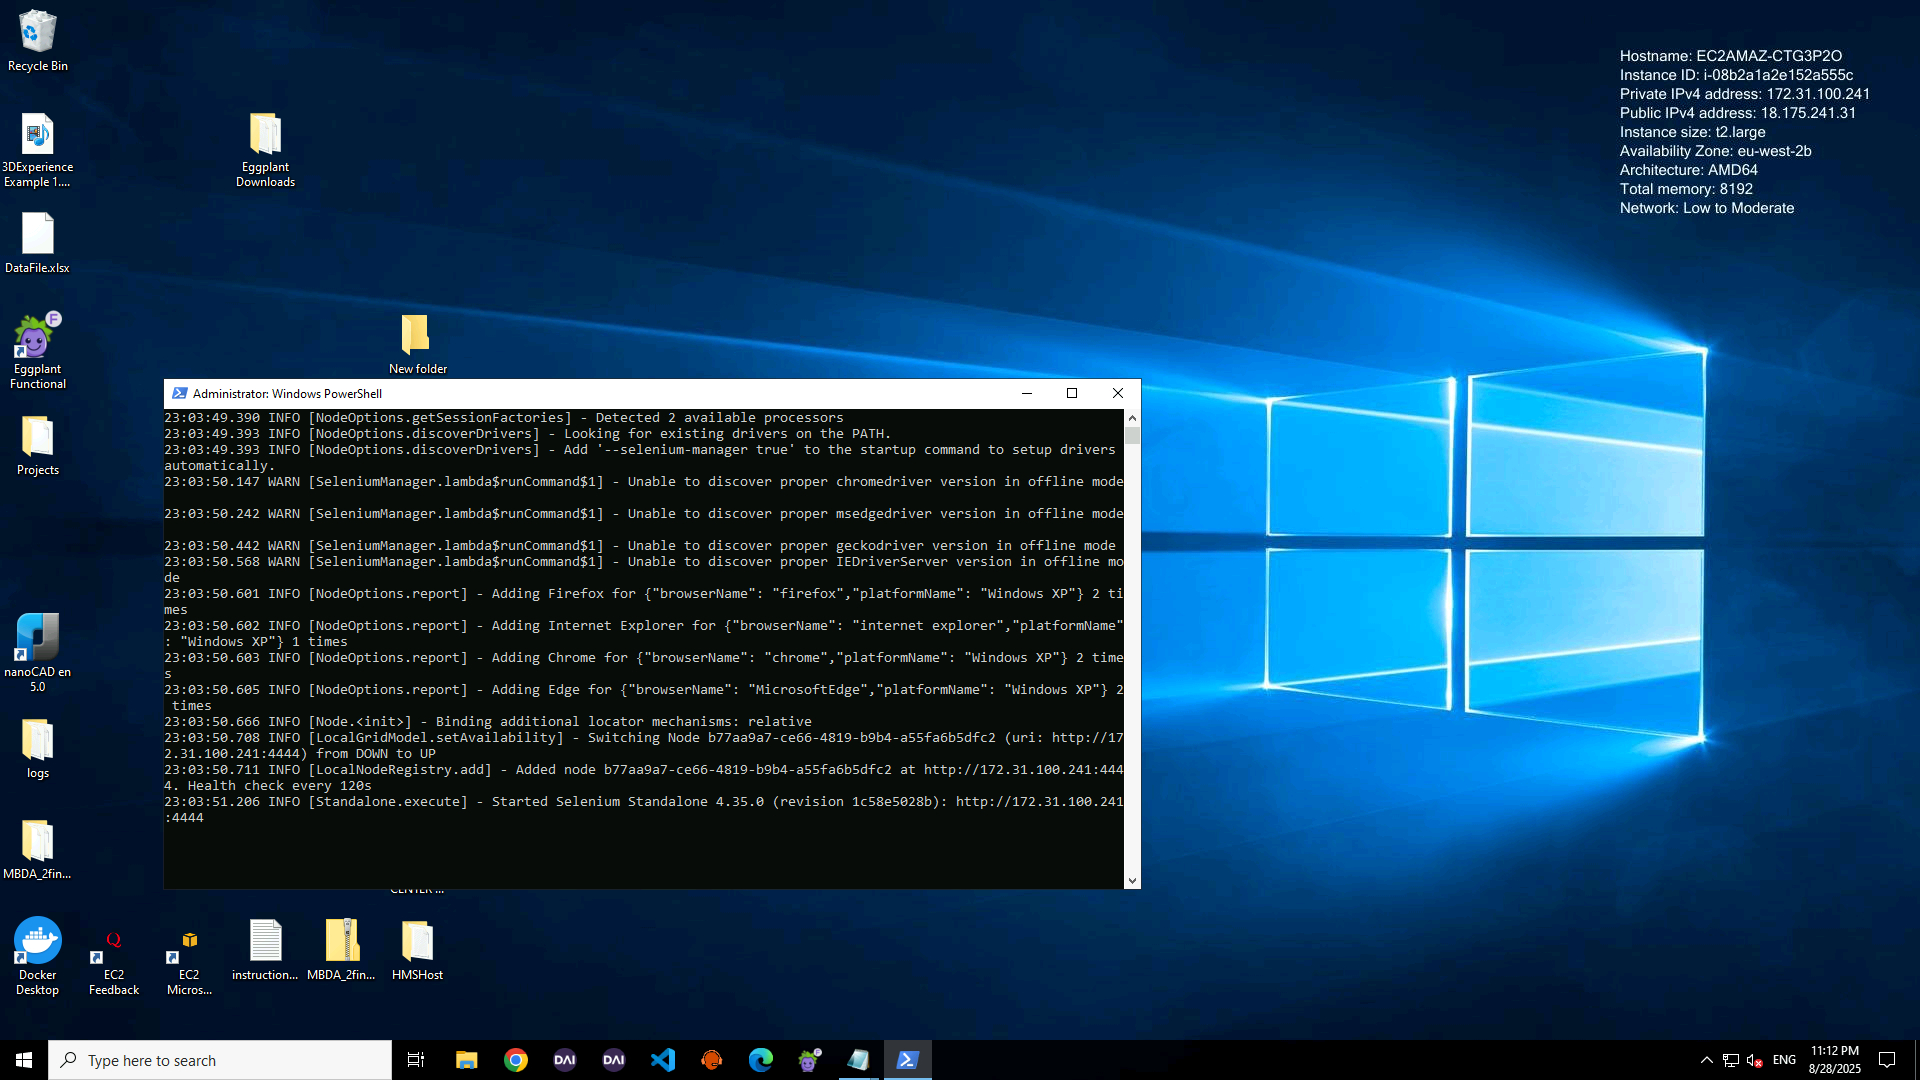 Recycle Bin
Hostname: EC2AMAZ-CTG3P2O
Instance ID: i-08b2a1a2e152a555c
Private IPv4 address: 172.31.100.241
Public IPv4 address: 18.175.241.31
Instance size: t2.large
Availability Zone: eu-west-2b
Architecture: AMD64
Total memory: 8192
Network: Low to Moderate
3DExperience
Example 1....
Eggplant
Downloads
DataFile.xlsx
F
Eggplant
Functional
New folder
Projects
nanoCAD en
5.0
logs
MBDA_2fin...
Administrator: Windows PowerShell
23:03:49.390 INFO [NodeOptions.getSessionFactories] - Detected 2 available processors
23:03:49.393 INFO [NodeOptions.discoverDrivers] - Looking for existing drivers on the PATH.
23:03:49.393 INFO [NodeOptions.discoverDrivers] - Add '--selenium-manager true' to the startup command to setup drivers
automatically.
23:03:50.147 WARN [SeleniumManager.lambda$runCommand$1] - Unable to discover proper chromedriver version in offline mode
23:03:50.242 WARN [SeleniumManager.lambda$runCommand$1] - Unable to discover proper msedgedriver version in offline mode
23:03:50.442 WARN [SeleniumManager.lambda$runCommand$1] - Unable to discover proper geckodriver version in offline mode
23:03:50.568 WARN [SeleniumManager.lambda$runCommand$1] - Unable to discover proper IEDriverServer version in offline mo
de
23:03:50.601 INFO [NodeOptions.report] - Adding Firefox for {"browserName": "firefox","platformName": "Windows XP"} 2 ti
mes
23:03:50.602 INFO [NodeOptions.report] - Adding Internet Explorer for {"browserName": "internet explorer","platformName"
: "Windows XP"} 1 times
23:03:50.603 INFO [NodeOptions.report] - Adding Chrome for {"browserName": "chrome","platformName": "Windows XP"} 2 time
s
23:03:50.605 INFO [NodeOptions.report] - Adding Edge for {"browserName": "MicrosoftEdge","platformName": "Windows XP"} 2
times
23:03:50.666 INFO [Node.<init>] - Binding additional locator mechanisms: relative
23:03:50.708 INFO [LocalGridModel.setAvailability] - Switching Node b77aa9a7-ce66-4819-b9b4-a55fa6b5dfc2 (uri: http://17
2.31.100.241:4444) from DOWN to UP
23:03:50.711 INFO [LocalNodeRegistry.add] - Added node b77aa9a7-ce66-4819-b9b4-a55fa6b5dfc2 at http://172.31.100.241:444
4. Health check every 120s
23:03:51.206 INFO [Standalone.execute] - Started Selenium Standalone 4.35.0 (revision 1c58e5028b): http://172.31.100.241
:4444
CENTER ...
Docker
Desktop
Q
EC2
Feedback
EC2
Micros...
instruction...
MBDA_2fin...
HMSHost
Type here to search
DAI
DAI
ENG
11:12 PM
8/28/2025